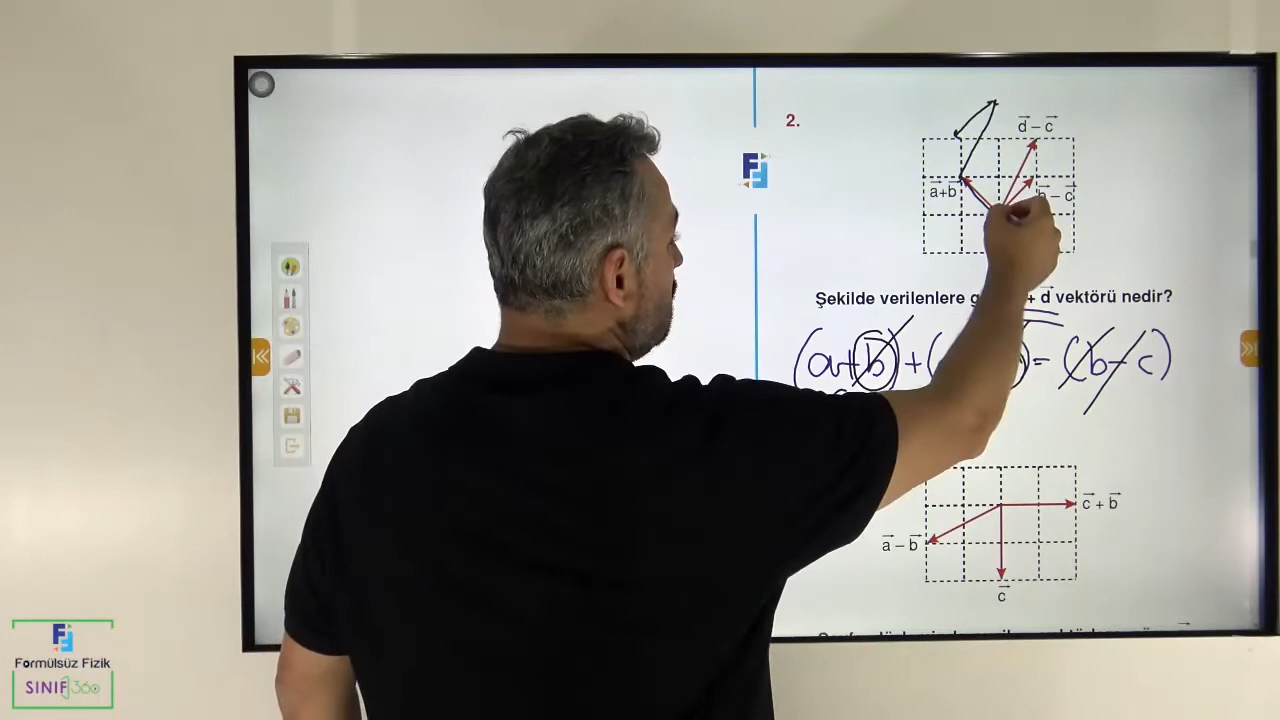 2.
d – c
a+b
b – c
Şekilde verilenlere + d vektörü nedir?
(a+b)+( )=(b–c)
c + b
a – b
c
Formülsüz Fizik
SINIF 360